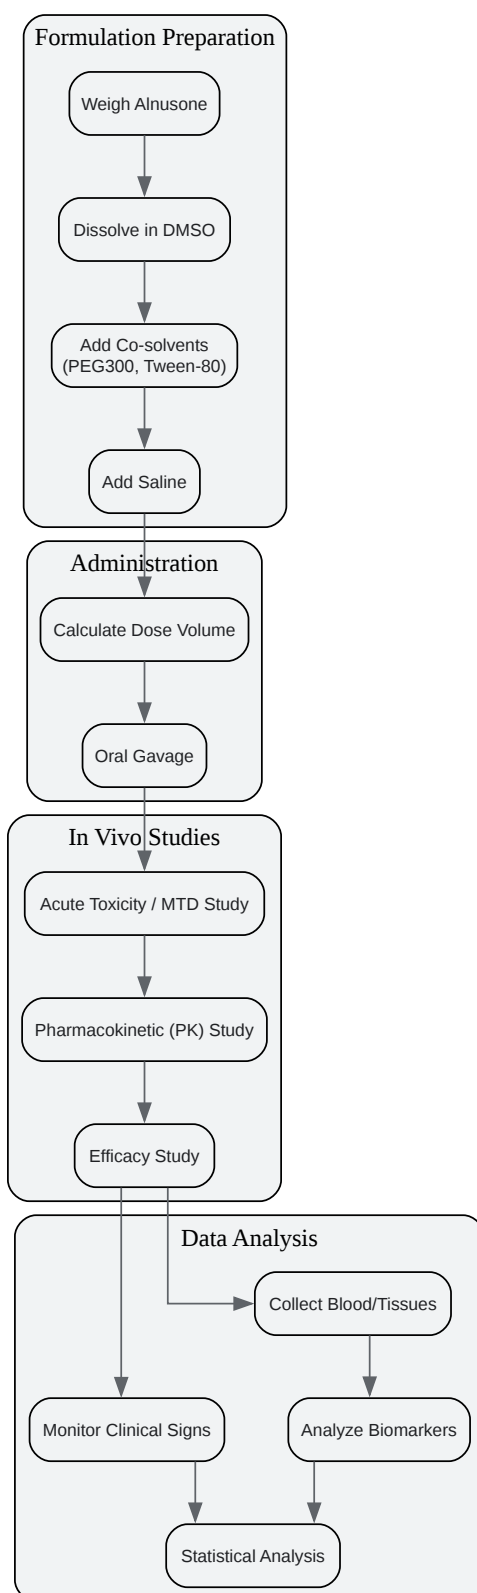 Formulation Preparation
Weigh Alnusone
Dissolve in DMSO
Add Co-solvents
(PEG300, Tween-80)
Add Saline
Administration
Calculate Dose Volume
Oral Gavage
In Vivo Studies
Acute Toxicity / MTD Study
Pharmacokinetic (PK) Study
Efficacy Study
Data Analysis
Collect Blood/Tissues
Monitor Clinical Signs
Analyze Biomarkers
Statistical Analysis